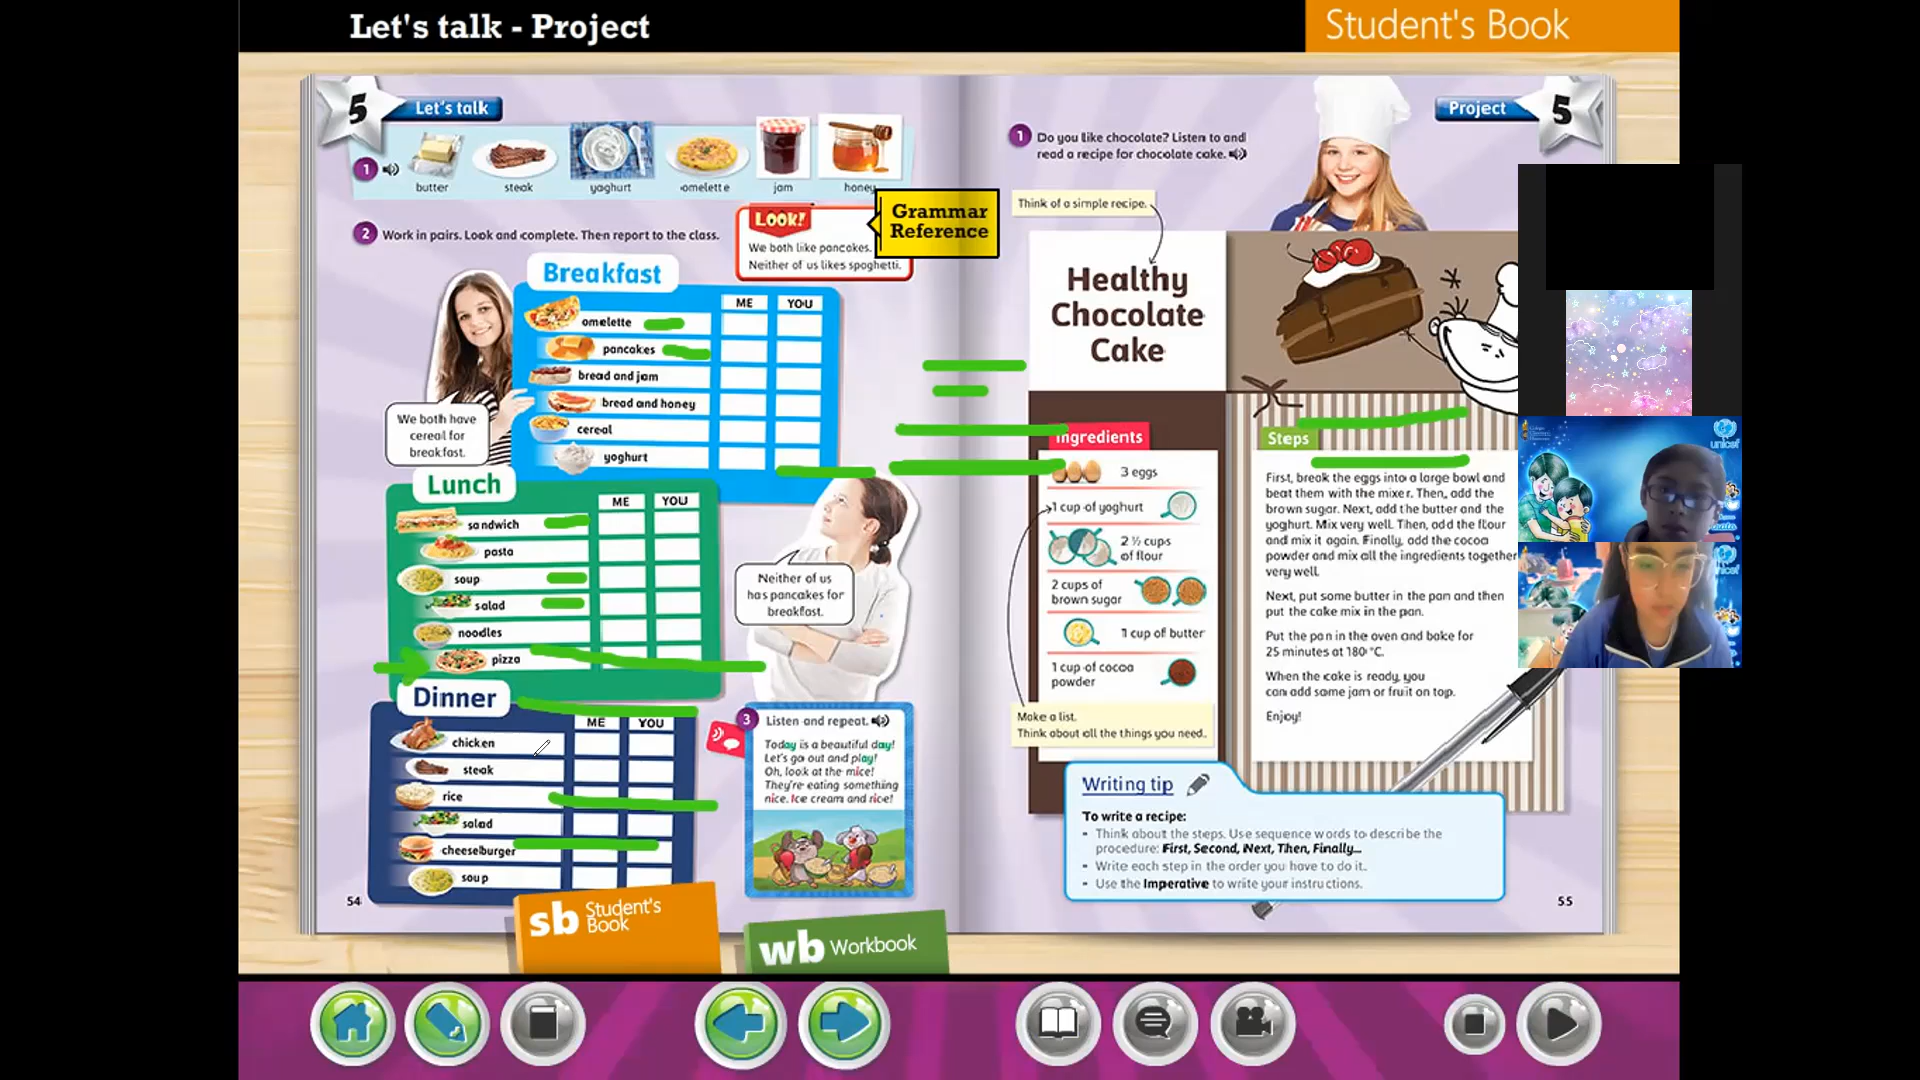 Let's talk - Project
Student's Book
5
Let's talk
1
butter
steak
yoghurt
omelette
jam
honey
2 Work in pairs. Look and complete. Then report to the class.
LOOK!
We both like pancakes.
Neither of us likes spaghetti.
Grammar
Reference
Breakfast
ME
YOU
omelette
pancakes
bread and jam
bread and honey
cereal
yoghurt
We both have
cereal for
breakfast.
Lunch
ME
YOU
sandwich
pasta
soup
salad
noodles
pizza
Neither of us
has pancakes for
breakfast.
Dinner
ME
YOU
chicken
steak
rice
salad
cheeseburger
soup
3 Listen and repeat.
Today is a beautiful day!
Let's go out and play!
Oh, look at the mice!
They're eating something
nice. Ice cream and rice!
54
sb Student's
Book
wb Workbook
Project
5
1 Do you like chocolate? Listen to and
read a recipe for chocolate cake.
Think of a simple recipe.
Healthy
Chocolate
Cake
Ingredients
3 eggs
1 cup of yoghurt
2 ½ cups
of flour
2 cups of
brown sugar
1 cup of butter
1 cup of cocoa
powder
Make a list.
Think about all the things you need.
Steps
First, break the eggs into a large bowl and
beat them with the mixer. Then, add the
brown sugar. Next, add the butter and the
yoghurt. Mix very well. Then, add the flour
and mix it again. Finally, add the cocoa
powder and mix all the ingredients together
very well.
Next, put some butter in the pan and then
put the cake mix in the pan.
Put the pan in the oven and bake for
25 minutes at 180 °C.
When the cake is ready, you
can add some jam or fruit on top.
Enjoy!
Writing tip
To write a recipe:
• Think about the steps. Use sequence words to describe the
procedure: First, Second, Next, Then, Finally...
• Write each step in the order you have to do it.
• Use the Imperative to write your instructions.
55
unicef